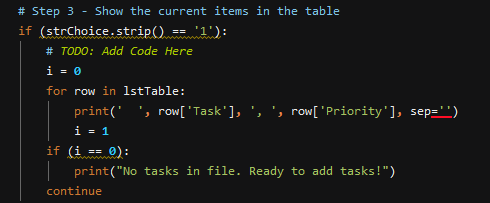 # Step 3 - Show the current items in the table
if (strChoice.strip() == '1'):
# TODO: Add Code Here
i = 0
for row in lstTable:
print('  ', row['Task'], ', ', row['Priority'], sep='')
i = 1
if (i == 0):
print("No tasks in file. Ready to add tasks!")
continue